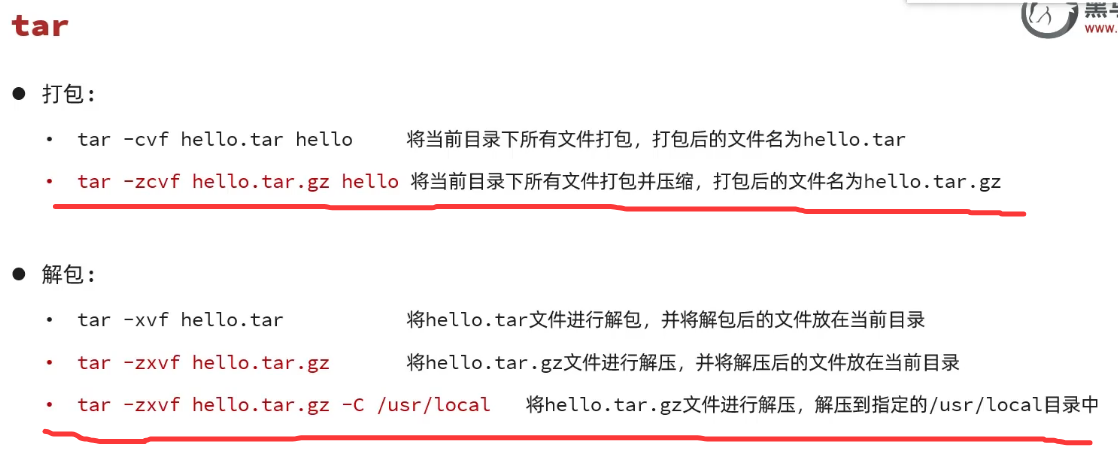 tar
www.
● 打包:
• tar -cvf hello.tar hello 将当前目录下所有文件打包，打包后的文件名为hello.tar
• tar -zcvf hello.tar.gz hello 将当前目录下所有文件打包并压缩，打包后的文件名为hello.tar.gz
● 解包:
• tar -xvf hello.tar 将hello.tar文件进行解包，并将解包后的文件放在当前目录
• tar -zxvf hello.tar.gz 将hello.tar.gz文件进行解压，并将解压后的文件放在当前目录
• tar -zxvf hello.tar.gz -C /usr/local 将hello.tar.gz文件进行解压，解压到指定的/usr/local目录中